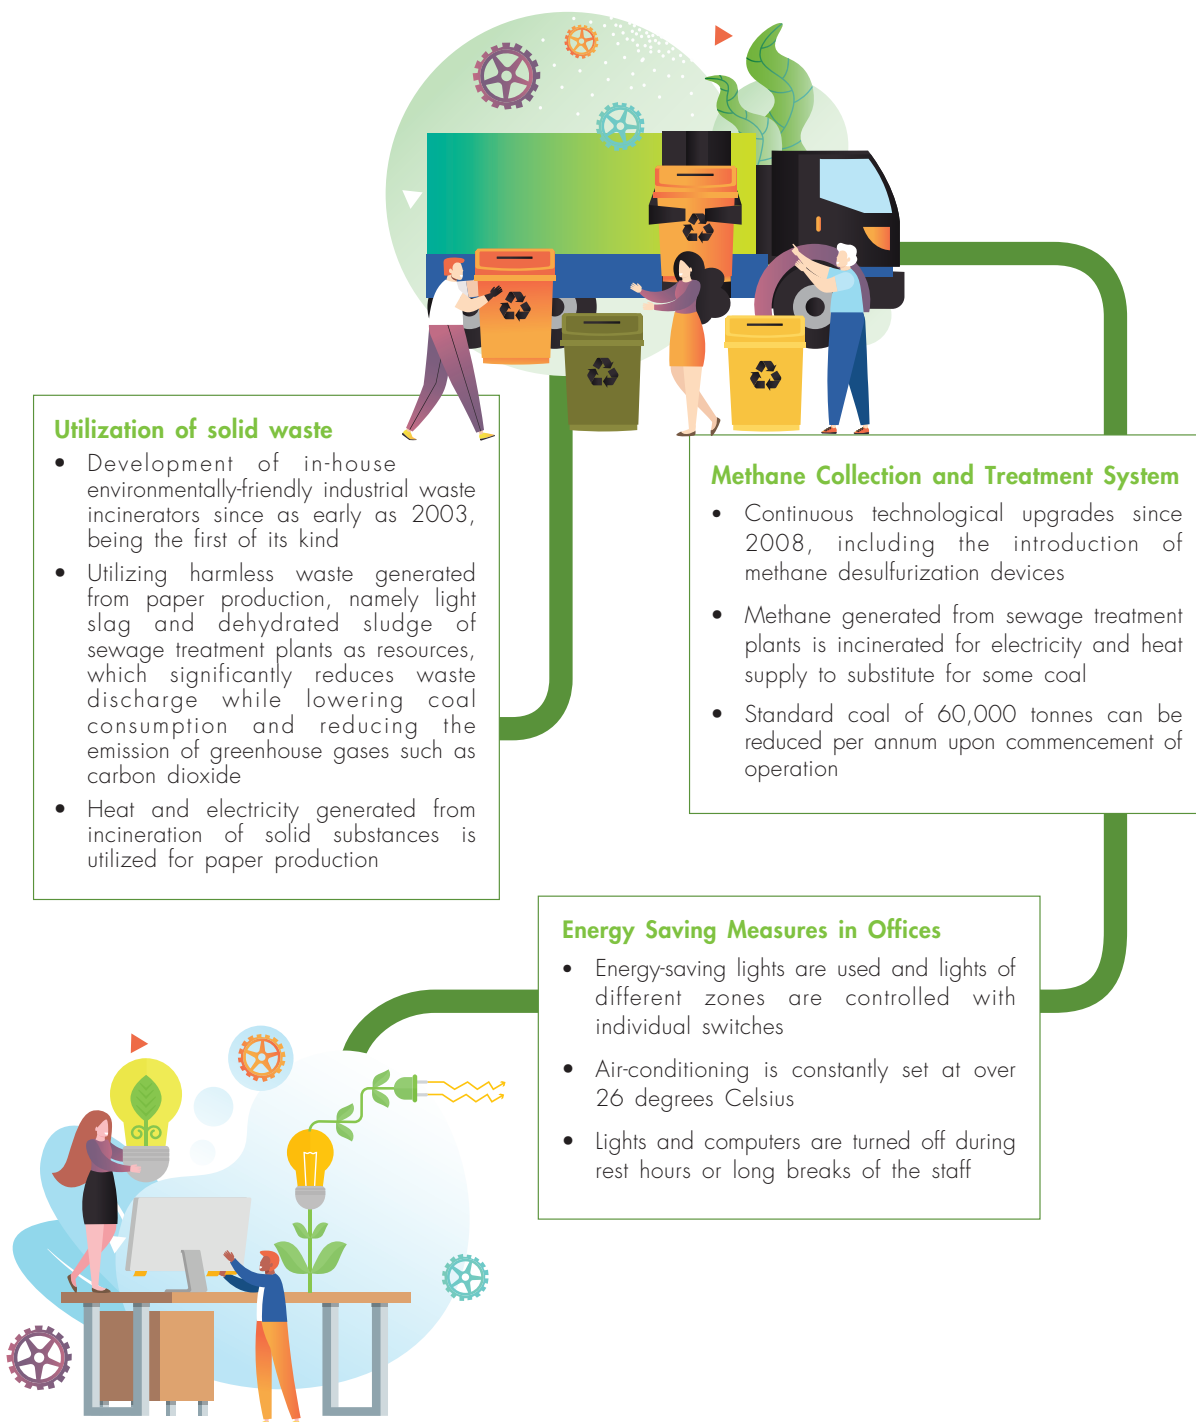 Utilization of solid waste
• Development of in-house
environmentally-friendly industrial waste
incinerators since as early as 2003,
being the first of its kind
• Utilizing harmless waste generated
from paper production, namely light
slag and dehydrated sludge of
sewage treatment plants as resources,
which significantly reduces waste
discharge while lowering coal
consumption and reducing the
emission of greenhouse gases such as
carbon dioxide
• Heat and electricity generated from
incineration of solid substances is
utilized for paper production
Methane Collection and Treatment System
• Continuous technological upgrades since
2008, including the introduction of
methane desulfurization devices
• Methane generated from sewage treatment
plants is incinerated for electricity and heat
supply to substitute for some coal
• Standard coal of 60,000 tonnes can be
reduced per annum upon commencement of
operation
Energy Saving Measures in Offices
• Energy-saving lights are used and lights of
different zones are controlled with
individual switches
• Air-conditioning is constantly set at over
26 degrees Celsius
• Lights and computers are turned off during
rest hours or long breaks of the staff